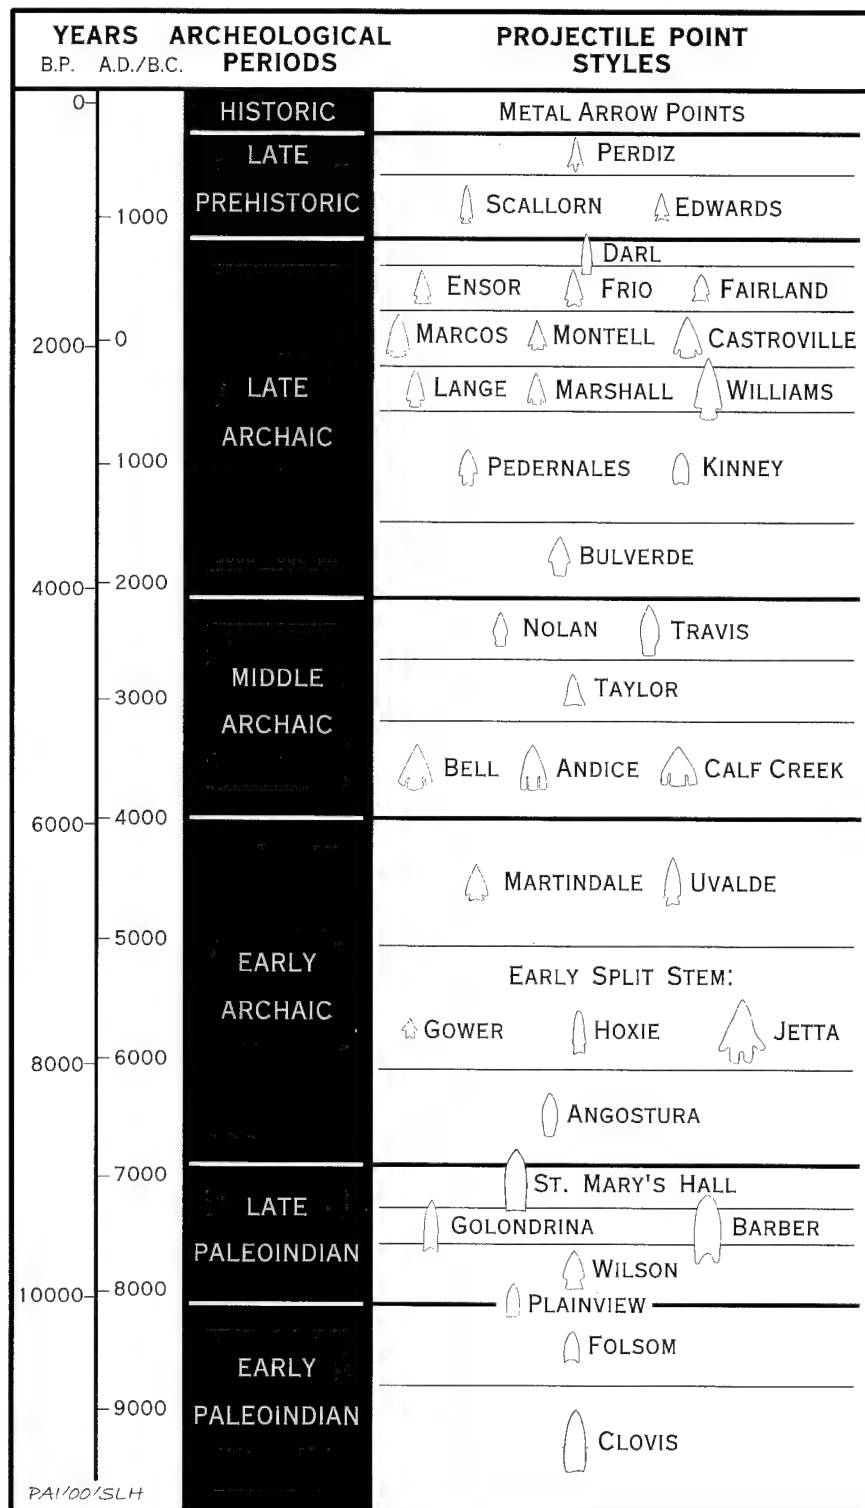 YEARS ARCHEOLOGICAL PROJECTILE POINT
B.P. A.D./B.C. PERIODS STYLES
0
HISTORIC METAL ARROW POINTS
LATE PERDIZ
PREHISTORIC SCALLORN EDWARDS
1000
DARL
ENSOR FRIO FAIRLAND
2000 0 MARCOS MONTELL CASTROVILLE
LATE LANGE MARSHALL WILLIAMS
ARCHAIC
1000 PEDERNALES KINNEY
BULVERDE
4000 2000
NOLAN TRAVIS
MIDDLE TAYLOR
3000
ARCHAIC
BELL ANDICE CALF CREEK
6000 4000
MARTINDALE UVALDE
5000
EARLY EARLY SPLIT STEM:
ARCHAIC
GOWER HOXIE JETTA
8000 6000
ANGOSTURA
7000 ST. MARY'S HALL
LATE GOLONDRINA BARBER
PALEOINDIAN
WILSON
10000 8000
PLAINVIEW
FOLSOM
EARLY
9000 PALEOINDIAN
CLOVIS
PAI/'00/SLH